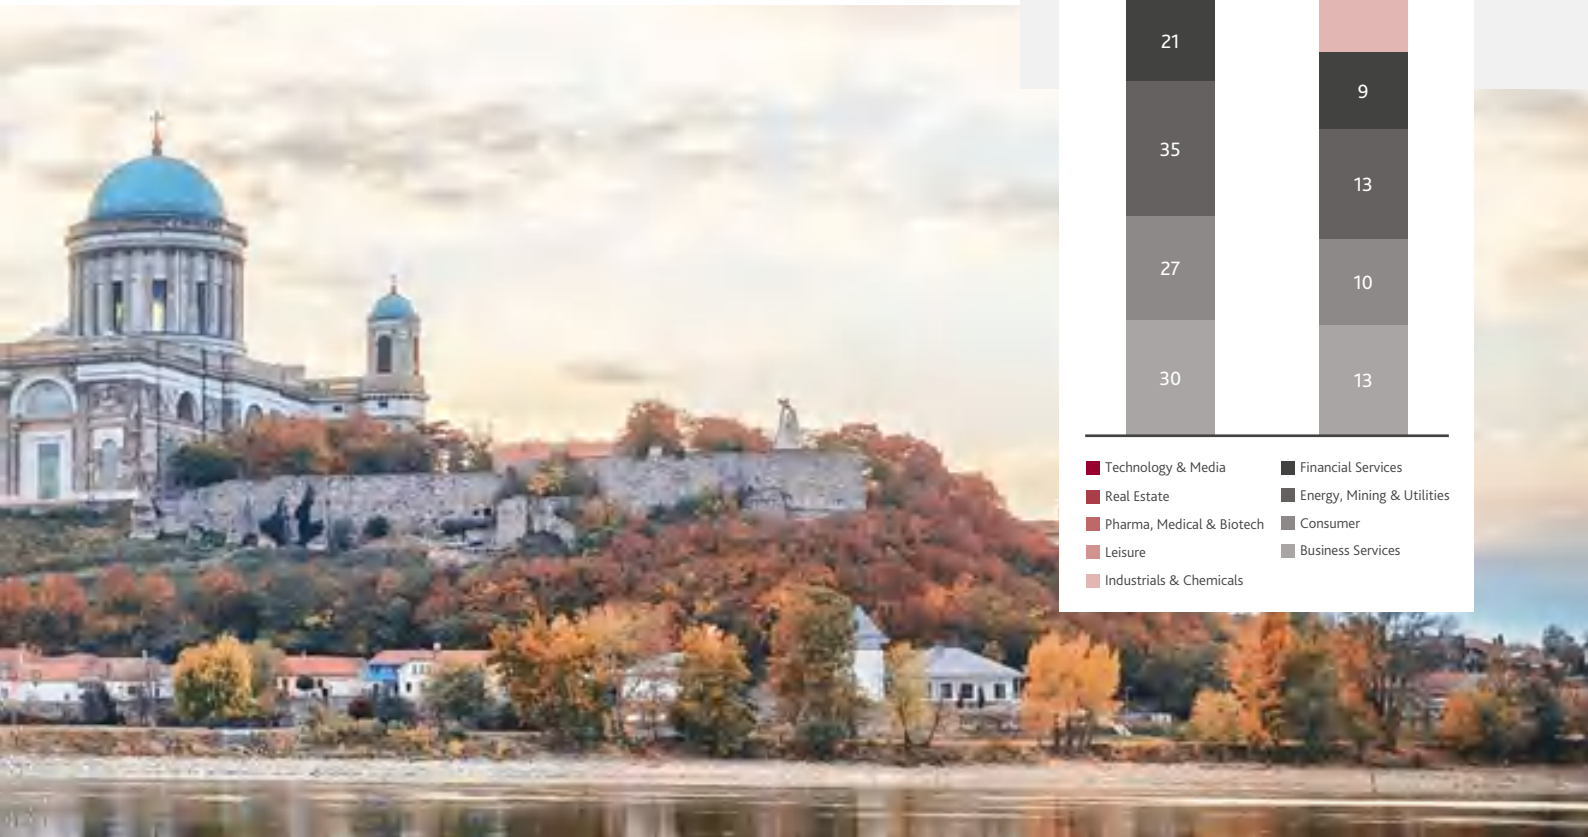 21
9
35
13
27
10
30
13
Technology & Media
Real Estate
Pharma, Medical & Biotech
Leisure
Industrials & Chemicals
Financial Services
Energy, Mining & Utilities
Consumer
Business Services